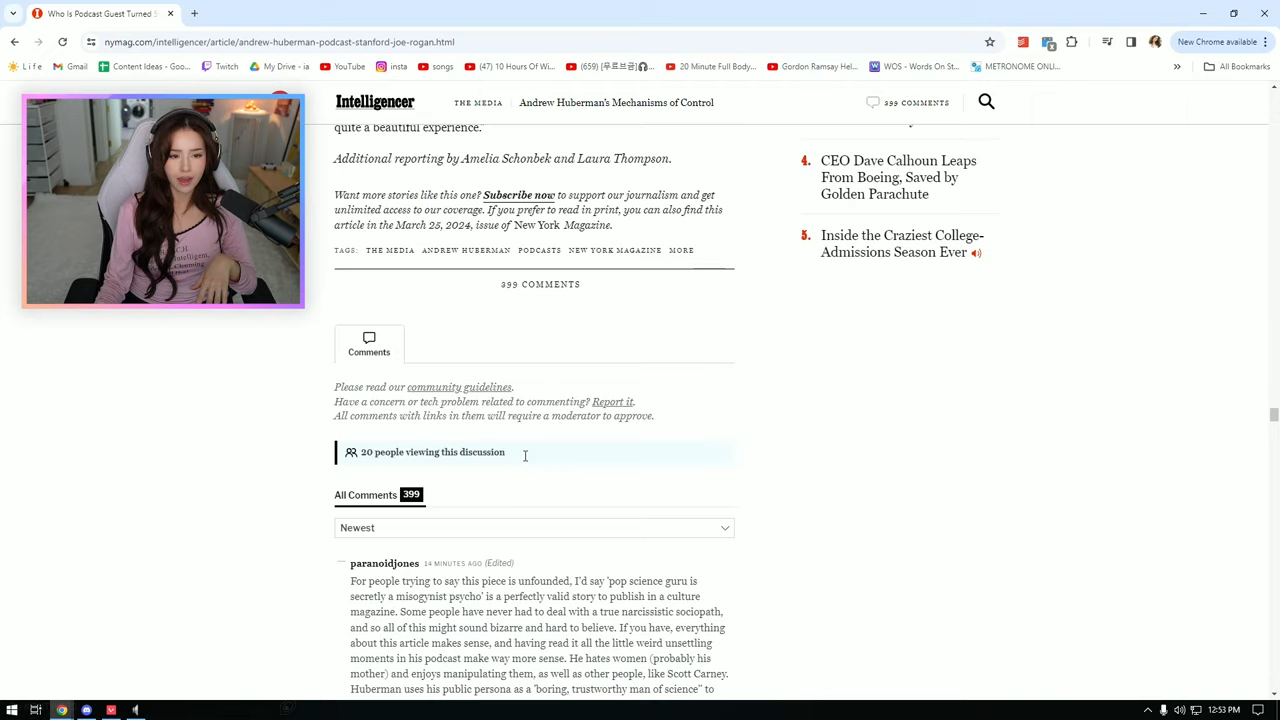 Who Is Podcast Guest Turned
nymag.com/intelligencer/article/andrew-huberman-podcast-stanford-joe-rogan.html
New Chrome available
L i f e
Gmail
Content Ideas - Goo...
Twitch
My Drive - ia
YouTube
insta
songs
(47) 10 Hours Of Wi...
20 Minute Full Body...
Gordon Ramsay Hel...
WOS - Words On St...
METRONOME ONLI...
All Bookmarks
Intelligencer
THE MEDIA
Andrew Huberman's Mechanisms of Control
399 COMMENTS
quite a beautiful experience."
Additional reporting by Amelia Schonbek and Laura Thompson.
Want more stories like this one? Subscribe now to support our journalism and get
unlimited access to our coverage. If you prefer to read in print, you can also find this
article in the March 25, 2024, issue of New York Magazine.
TAGS: THE MEDIA ANDREW HUBERMAN PODCASTS NEW YORK MAGAZINE MORE
4. CEO Dave Calhoun Leaps
From Boeing, Saved by
Golden Parachute
5. Inside the Craziest College-
Admissions Season Ever
399 COMMENTS
Comments
Please read our community guidelines.
Have a concern or tech problem related to commenting? Report it.
All comments with links in them will require a moderator to approve.
20 people viewing this discussion
All Comments 399
Newest
paranoidjones 14 MINUTES AGO (Edited)
For people trying to say this piece is unfounded, I'd say 'pop science guru is
secretly a misogynist psycho' is a perfectly valid story to publish in a culture
magazine. Some people have never had to deal with a true narcissistic sociopath,
and so all of this might sound bizarre and hard to believe. If you have, everything
about this article makes sense, and having read it all the little weird unsettling
moments in his podcast make way more sense. He hates women (probably his
mother) and enjoys manipulating them, as well as other people, like Scott Carney.
Huberman uses his public persona as a "boring, trustworthy man of science" to
12:53 PM